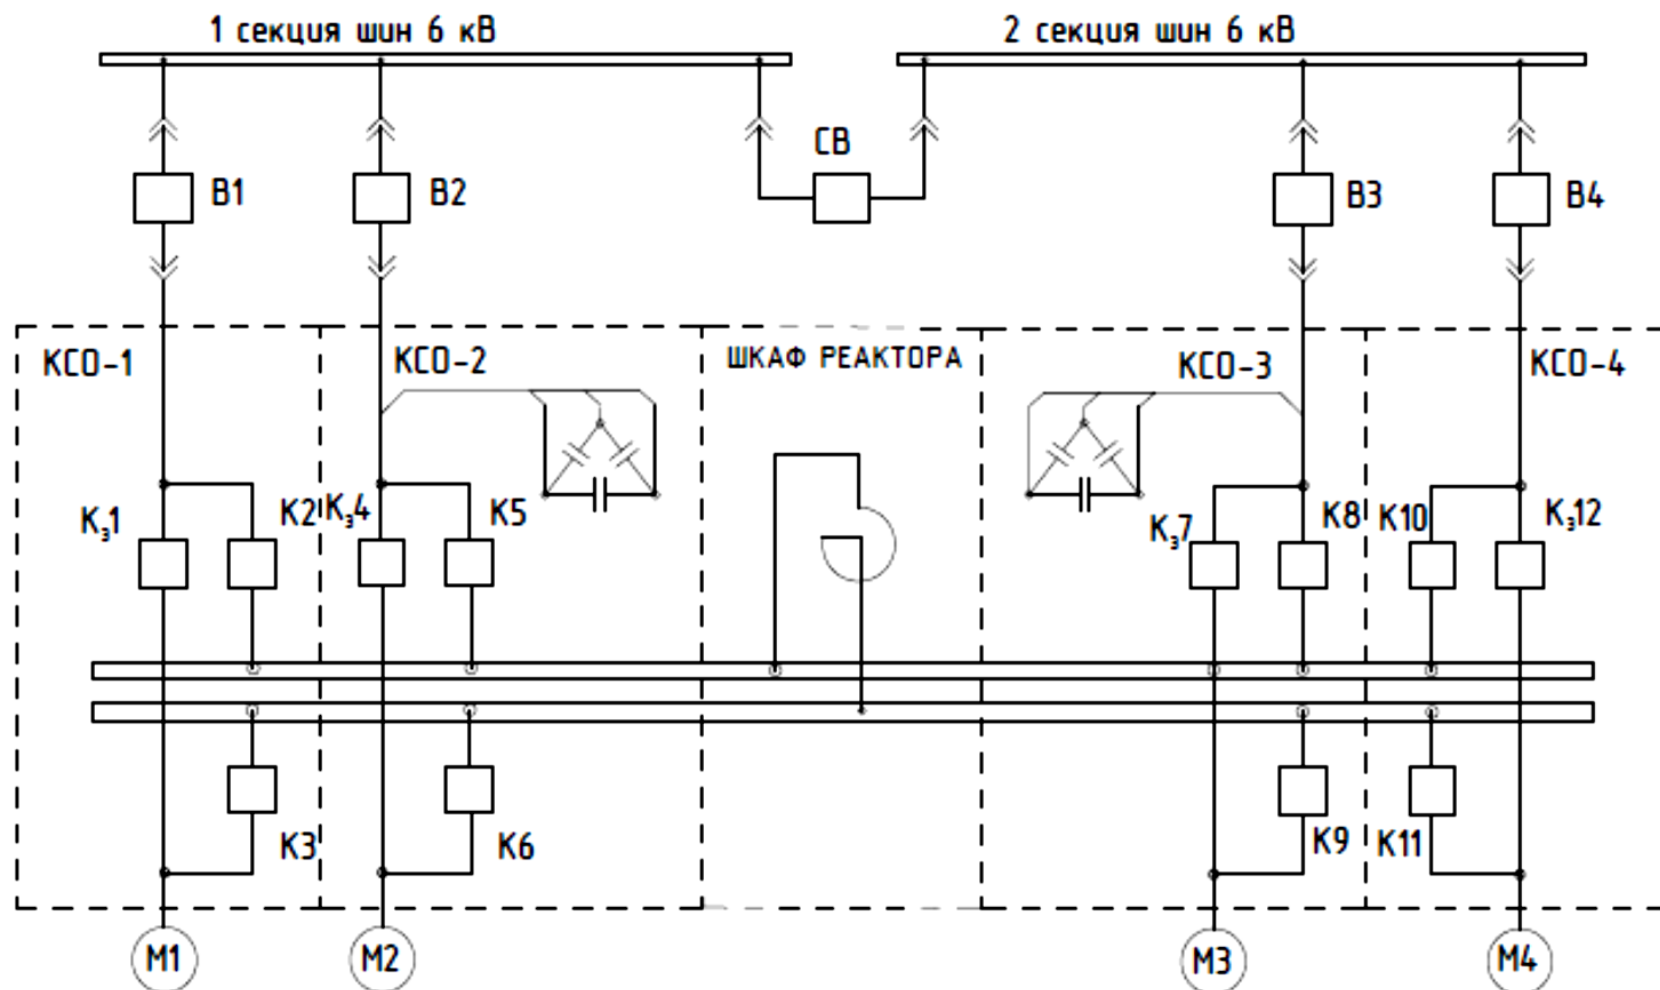 1 секция шин 6 кВ
2 секция шин 6 кВ
СВ
В1
В2
В3
В4
КСО-1
КСО-2
ШКАФ РЕАКТОРА
КСО-3
КСО-4
Кз1
К2
Кз4
К5
Кз7
К8
К10
Кз12
К3
К6
К9
К11
М1
М2
М3
М4